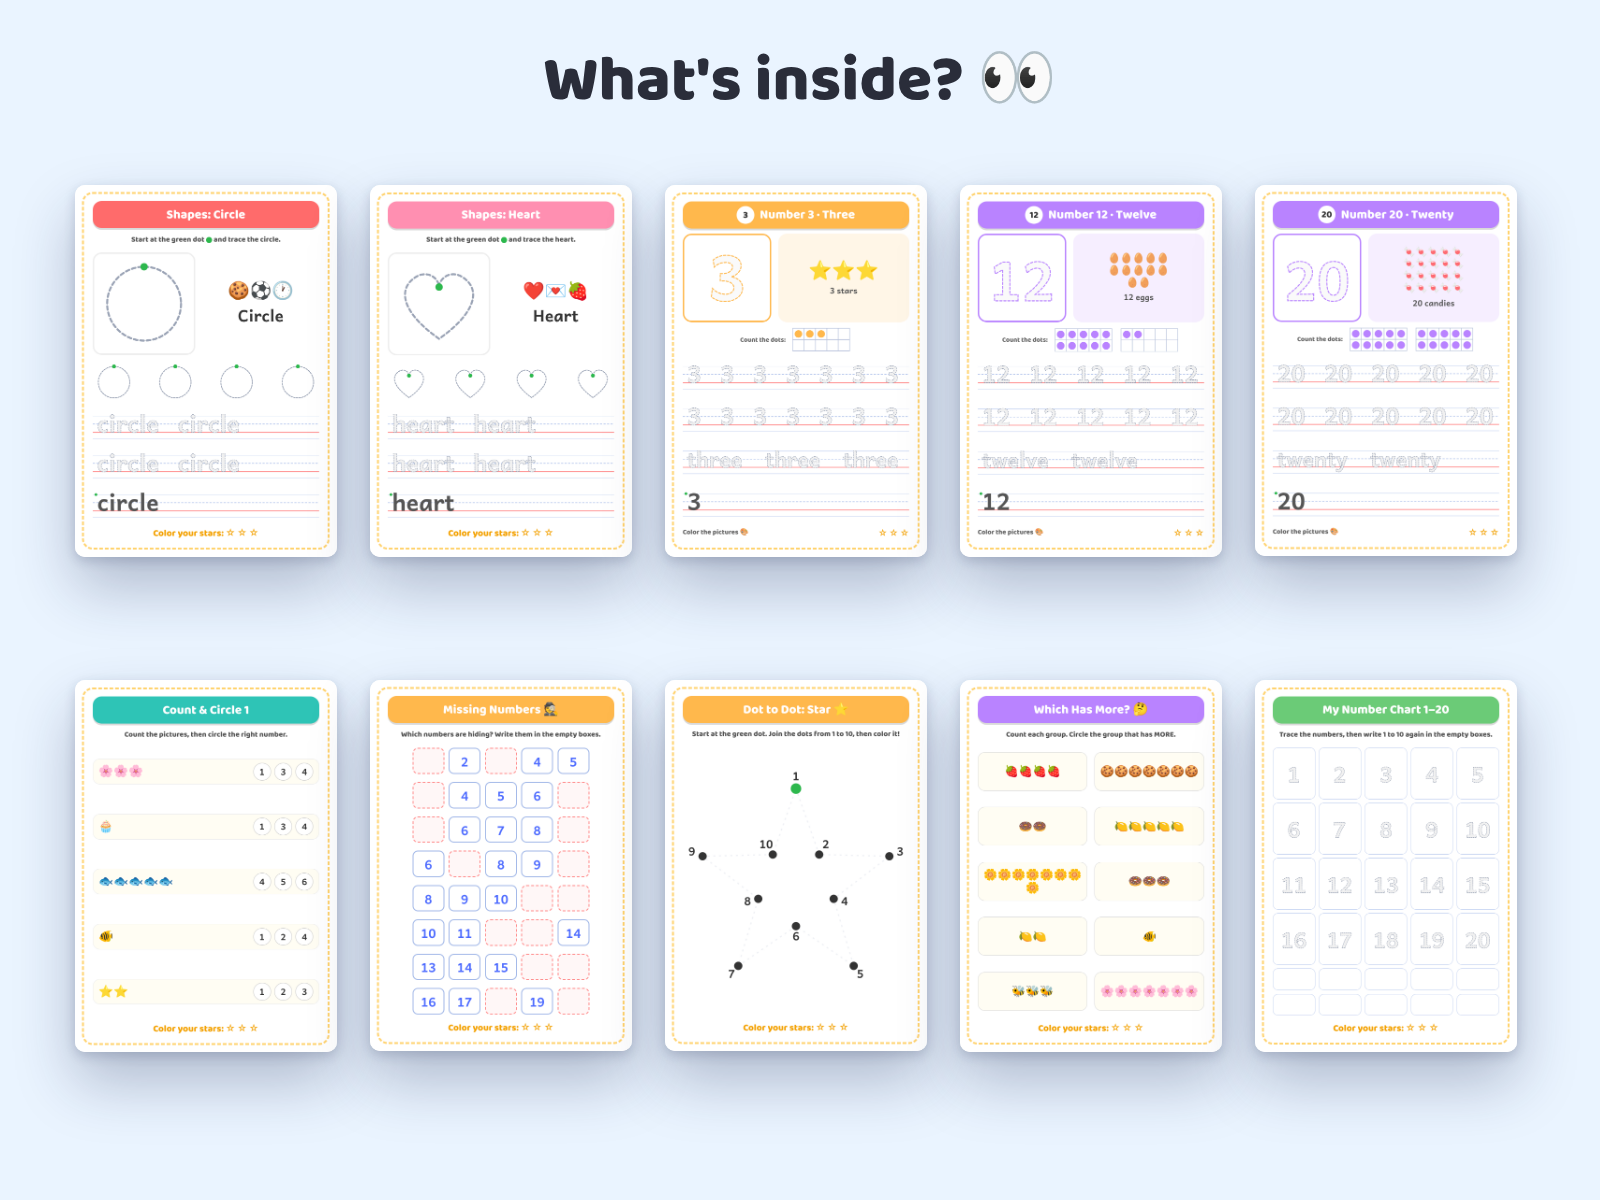 What's inside? 👀
Shapes: Circle
Start at the green dot and trace the circle.
Circle
circle circle
circle circle
circle
Color your stars: ☆ ☆ ☆
Shapes: Heart
Start at the green dot and trace the heart.
Heart
heart heart
heart heart
heart
Color your stars: ☆ ☆ ☆
3 Number 3 · Three
3
3 stars
Count the dots:
3 3 3 3 3 3 3
3 3 3 3 3 3 3
three three three
3
Color the pictures 🎨 ☆ ☆ ☆
12 Number 12 · Twelve
12
12 eggs
Count the dots:
12 12 12 12 12
12 12 12 12 12
twelve twelve
12
Color the pictures 🎨 ☆ ☆ ☆
20 Number 20 · Twenty
20
20 candies
Count the dots:
20 20 20 20 20
20 20 20 20 20
twenty twenty
20
Color the pictures 🎨 ☆ ☆ ☆
Count & Circle 1
Count the pictures, then circle the right number.
1 3 4
1 3 4
4 5 6
1 2 4
1 2 3
Color your stars: ☆ ☆ ☆
Missing Numbers 🕵️
Which numbers are hiding? Write them in the empty boxes.
2 4 5
4 5 6
6 7 8
6 8 9
8 9 10
10 11 14
13 14 15
16 17 19
Color your stars: ☆ ☆ ☆
Dot to Dot: Star ⭐
Start at the green dot. Join the dots from 1 to 10, then color it!
1
9 10 2 3
8 4
6
7 5
Color your stars: ☆ ☆ ☆
Which Has More? 🤔
Count each group. Circle the group that has MORE.
Color your stars: ☆ ☆ ☆
My Number Chart 1–20
Trace the numbers, then write 1 to 10 again in the empty boxes.
1 2 3 4 5
6 7 8 9 10
11 12 13 14 15
16 17 18 19 20
Color your stars: ☆ ☆ ☆